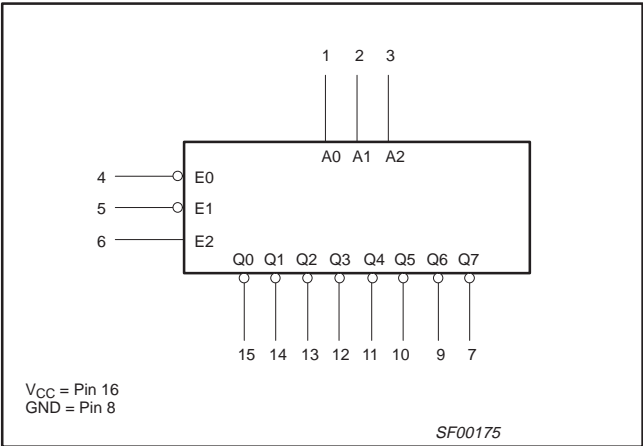 1 2 3
A0 A1 A2
4 E0
5 E1
6 E2
Q0 Q1 Q2 Q3 Q4 Q5 Q6 Q7
15 14 13 12 11 10 9 7
VCC = Pin 16
GND = Pin 8
SF00175